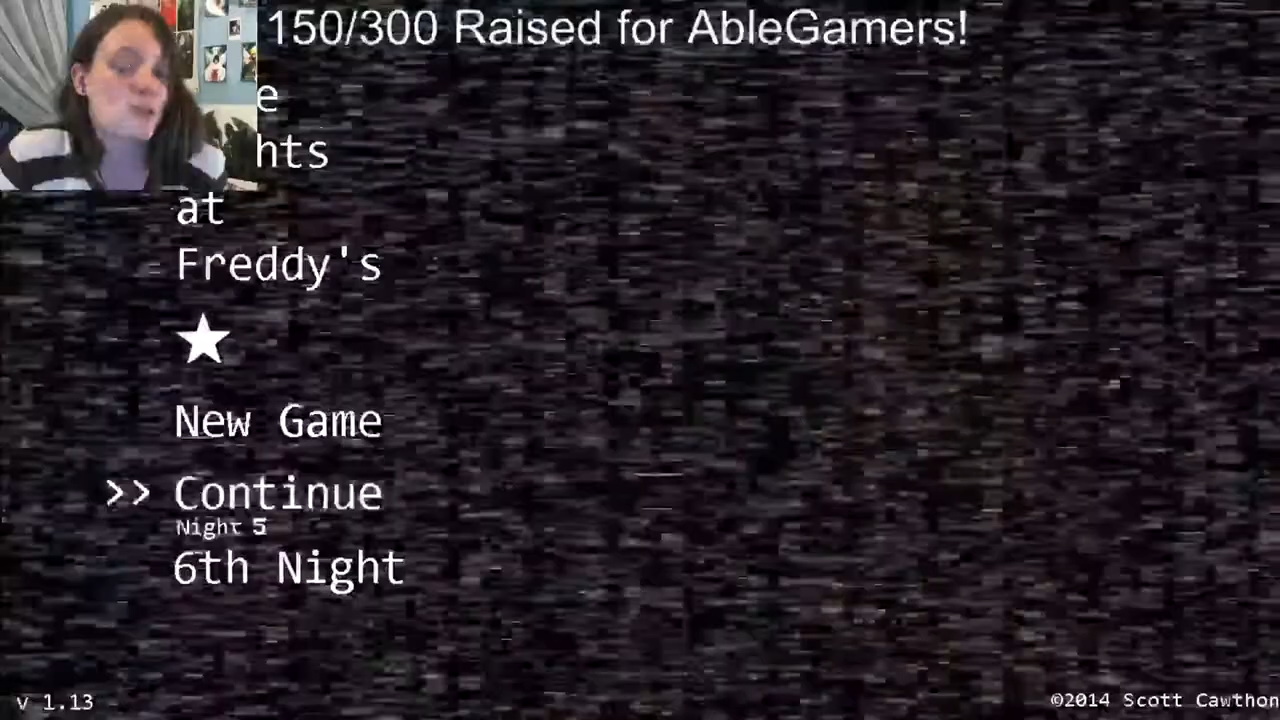 150/300 Raised for AbleGamers!
e
hts
at
Freddy's
New Game
>> Continue
Night 5
6th Night
v 1.13
©2014 Scott Cawthon